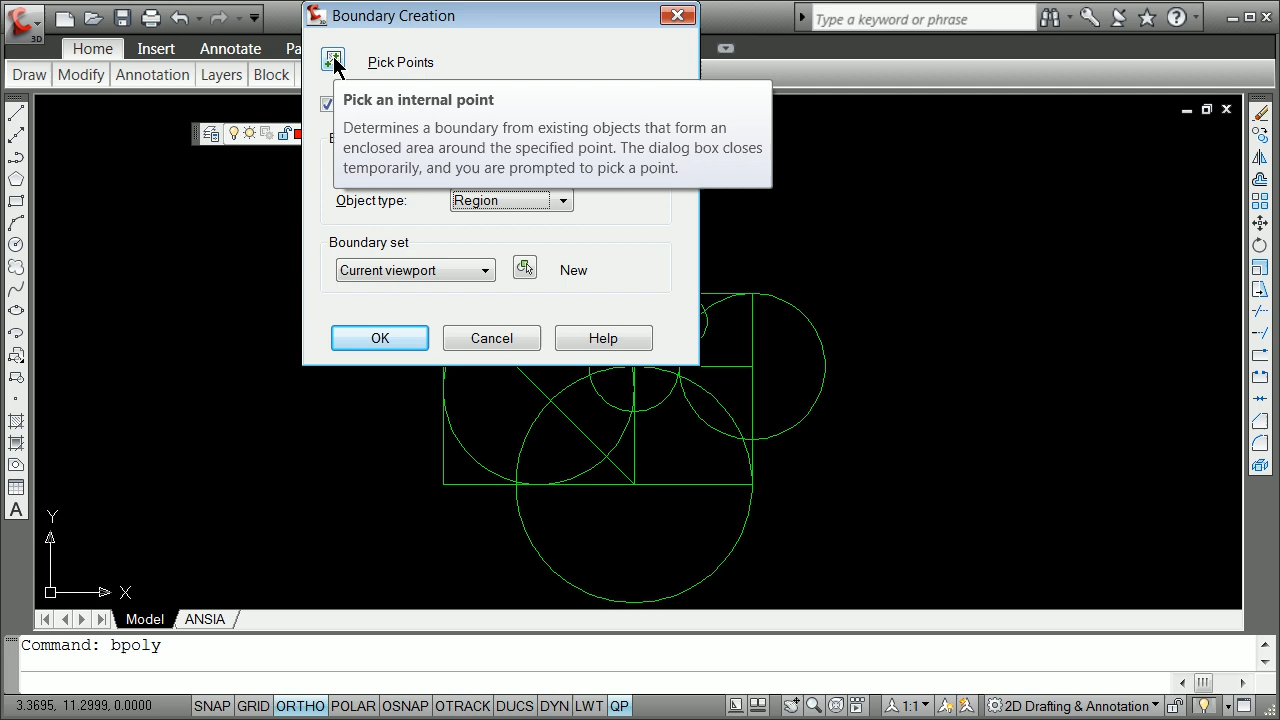 Boundary Creation
Type a keyword or phrase
3D
Home Insert Annotate Pa
Pick Points
Draw Modify Annotation Layers Block
Pick an internal point
Determines a boundary from existing objects that form an
enclosed area around the specified point. The dialog box closes
temporarily, and you are prompted to pick a point.
Object type: Region
Boundary set
Current viewport New
OK Cancel Help
A
Y
X
Model ANSIA
Command: bpoly
3.3695, 11.2999, 0.0000 SNAP GRID ORTHO POLAR OSNAP OTRACK DUCS DYN LWT QP 1:1 2D Drafting & Annotation